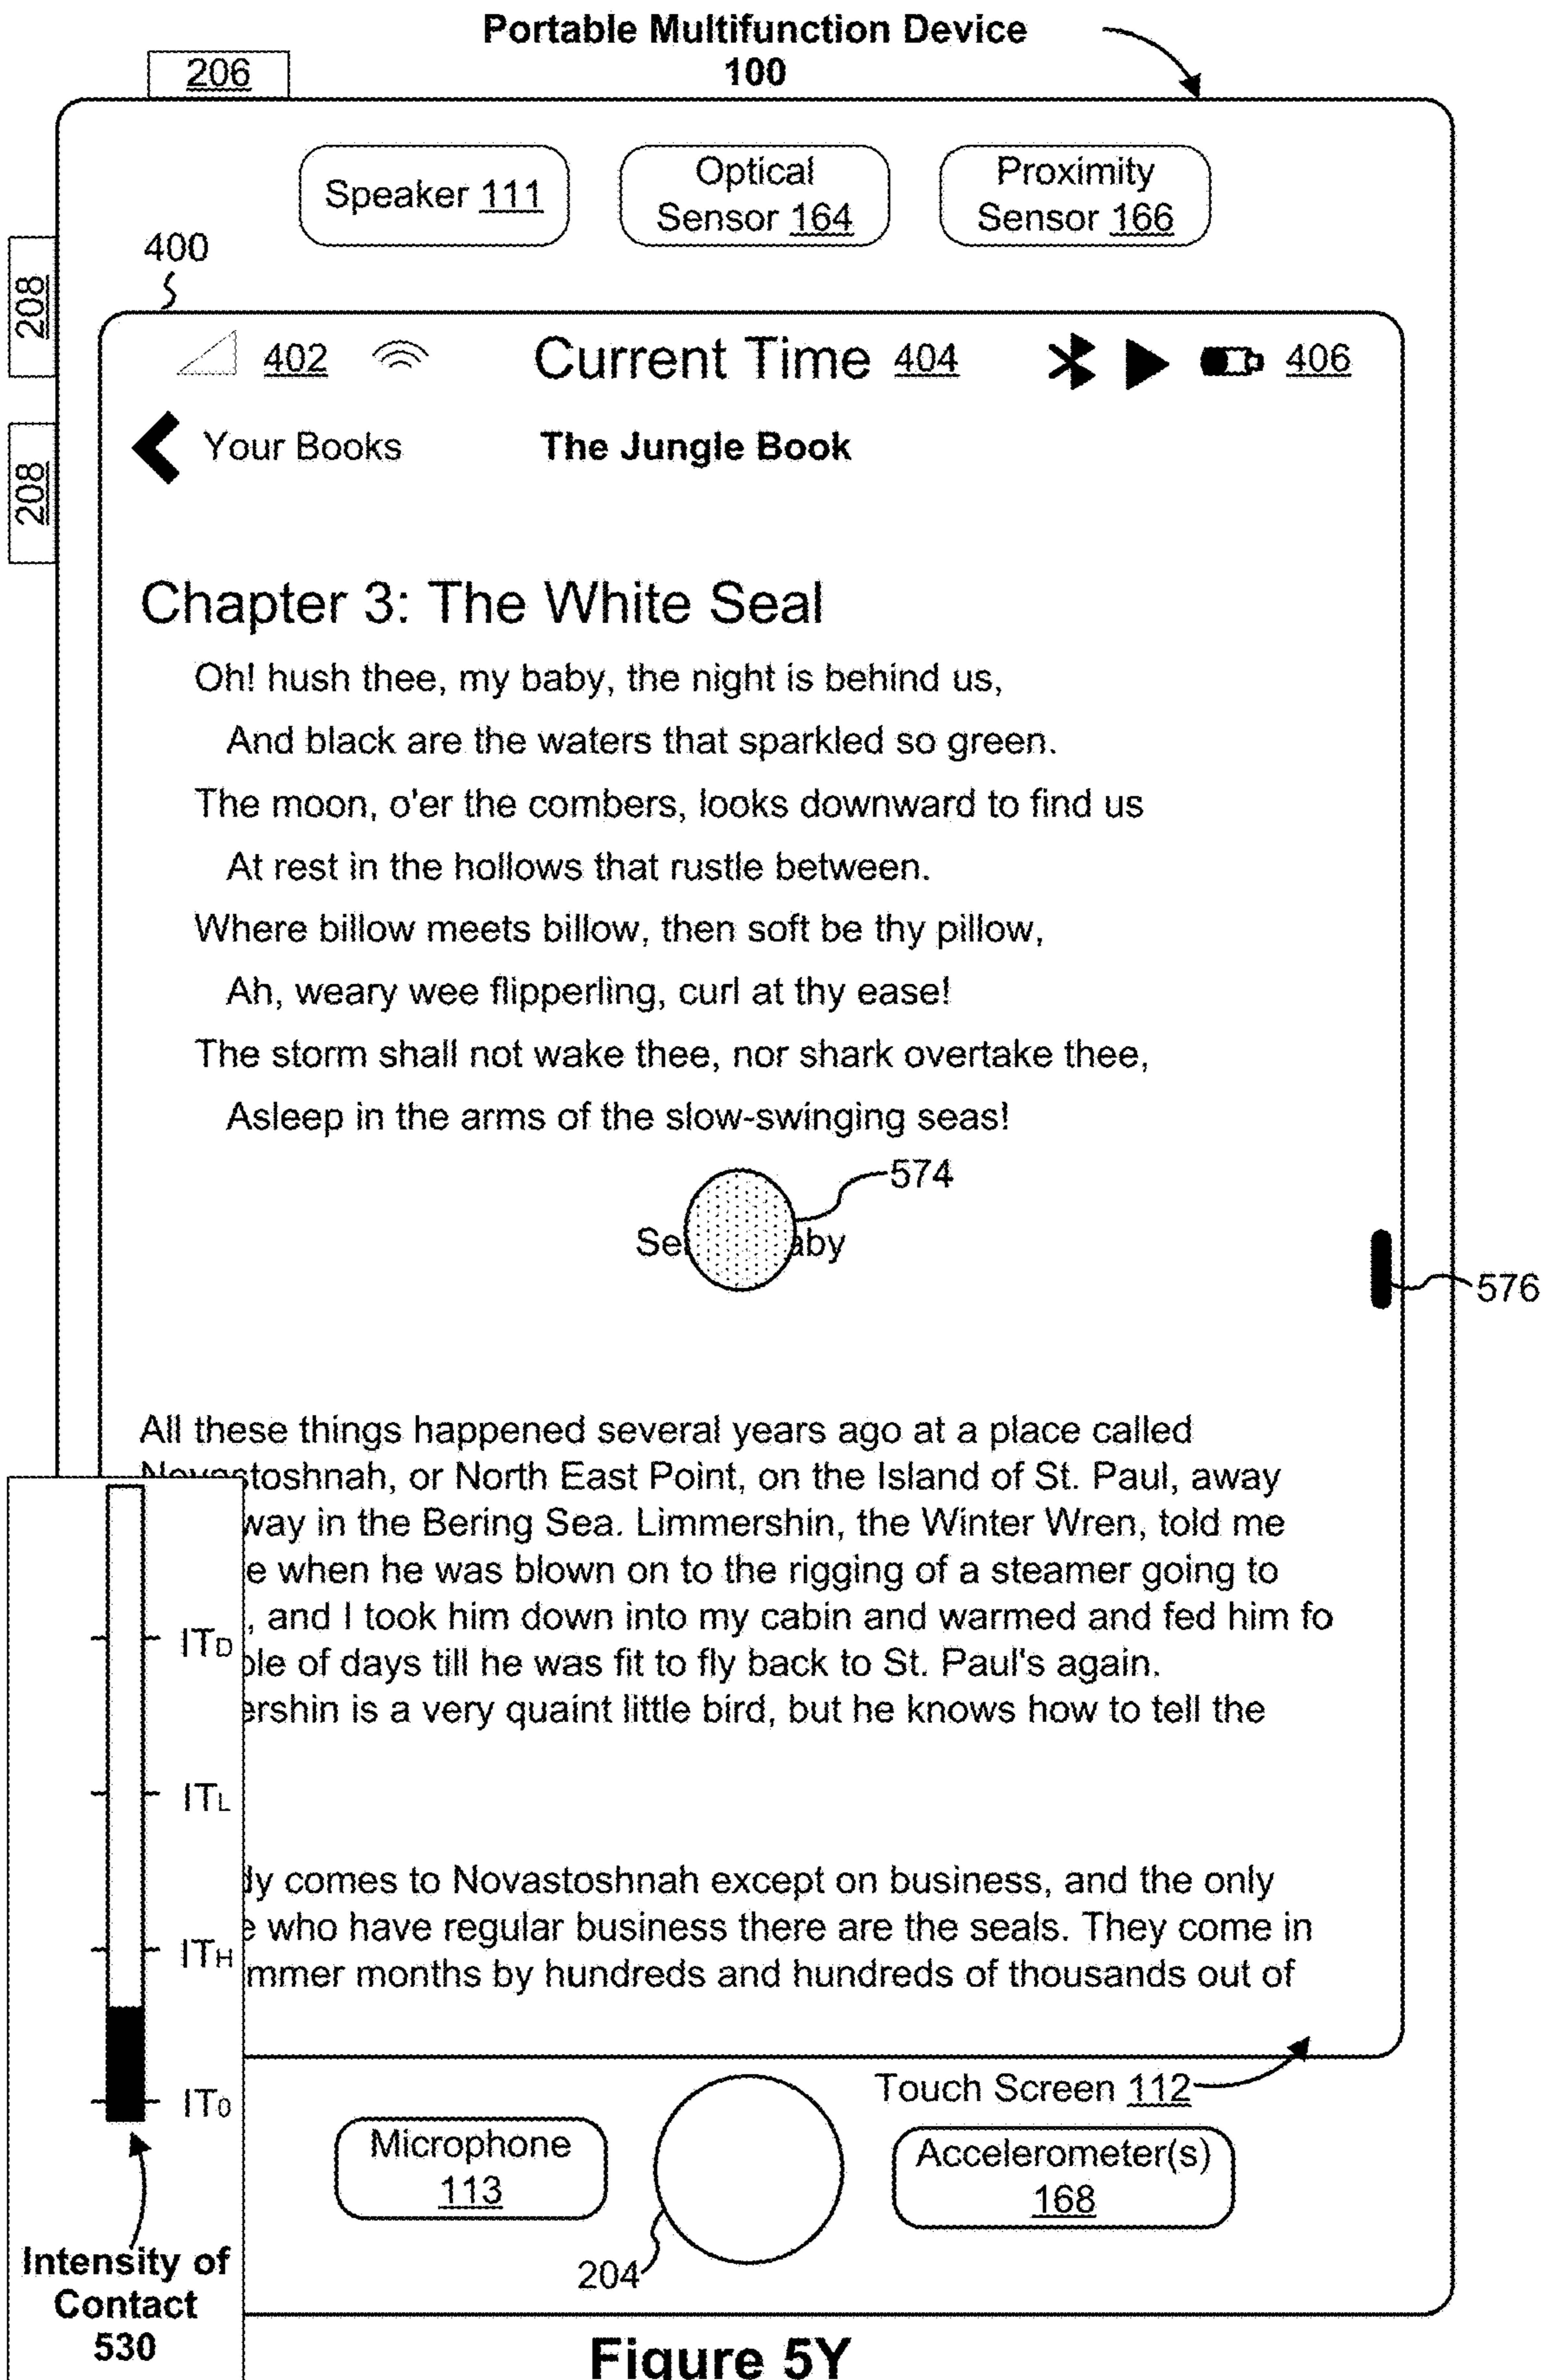 Portable Multifunction Device
100
206
Speaker 111
Optical
Sensor 164
Proximity
Sensor 166
400
208
402
Current Time 404
406
208
Your Books
The Jungle Book
Chapter 3: The White Seal
Oh! hush thee, my baby, the night is behind us,
And black are the waters that sparkled so green.
The moon, o'er the combers, looks downward to find us
At rest in the hollows that rustle between.
Where billow meets billow, then soft be thy pillow,
Ah, weary wee flipperling, curl at thy ease!
The storm shall not wake thee, nor shark overtake thee,
Asleep in the arms of the slow-swinging seas!
574
Se aby
576
All these things happened several years ago at a place called
Novastoshnah, or North East Point, on the Island of St. Paul, away
way in the Bering Sea. Limmershin, the Winter Wren, told me
e when he was blown on to the rigging of a steamer going to
, and I took him down into my cabin and warmed and fed him fo
ple of days till he was fit to fly back to St. Paul's again.
ershin is a very quaint little bird, but he knows how to tell the
ly comes to Novastoshnah except on business, and the only
e who have regular business there are the seals. They come in
mmer months by hundreds and hundreds of thousands out of
ITD
ITL
ITH
IT0
Touch Screen 112
Microphone
113
Accelerometer(s)
168
204
Intensity of
Contact
530
Figure 5Y